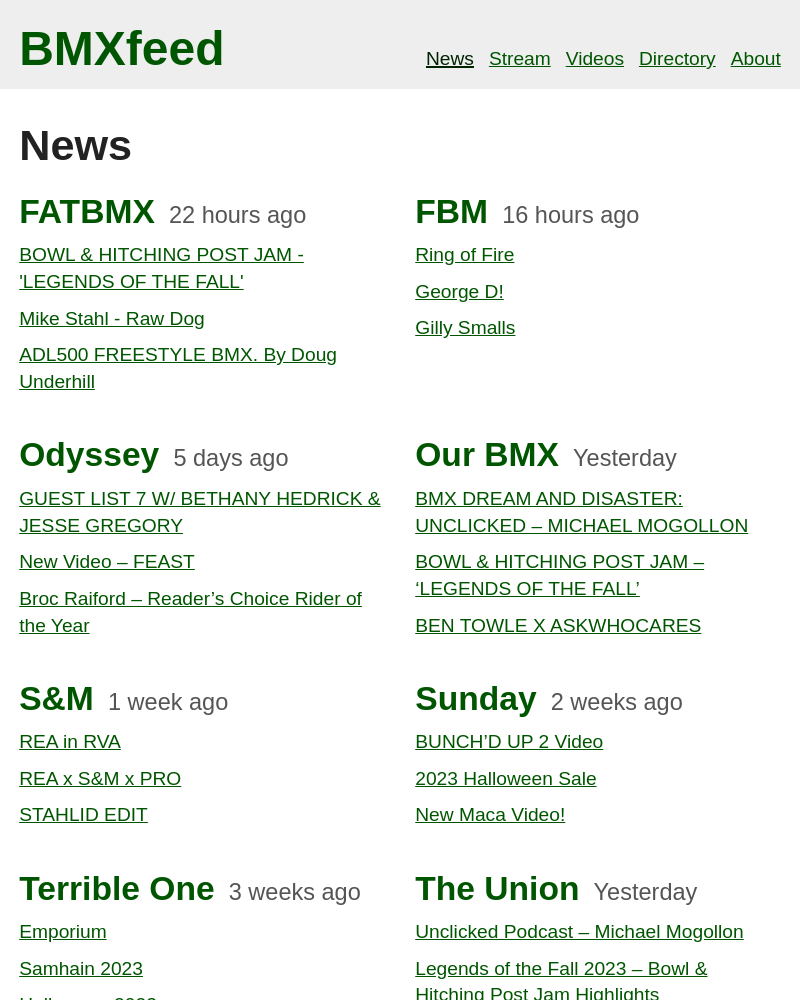 BMXfeed
News Stream Videos Directory About
News
FATBMX 22 hours ago
BOWL & HITCHING POST JAM -
'LEGENDS OF THE FALL'
Mike Stahl - Raw Dog
ADL500 FREESTYLE BMX. By Doug
Underhill
FBM 16 hours ago
Ring of Fire
George D!
Gilly Smalls
Odyssey 5 days ago
GUEST LIST 7 W/ BETHANY HEDRICK &
JESSE GREGORY
New Video – FEAST
Broc Raiford – Reader’s Choice Rider of
the Year
Our BMX Yesterday
BMX DREAM AND DISASTER:
UNCLICKED – MICHAEL MOGOLLON
BOWL & HITCHING POST JAM –
‘LEGENDS OF THE FALL’
BEN TOWLE X ASKWHOCARES
S&M 1 week ago
REA in RVA
REA x S&M x PRO
STAHLID EDIT
Sunday 2 weeks ago
BUNCH’D UP 2 Video
2023 Halloween Sale
New Maca Video!
Terrible One 3 weeks ago
Emporium
Samhain 2023
The Union Yesterday
Unclicked Podcast – Michael Mogollon
Legends of the Fall 2023 – Bowl &
Hitching Post Jam Highlights